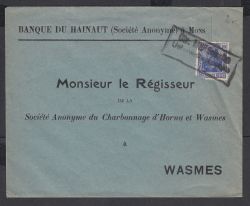 BANQUE DU HAINAUT (Société Anonyme) à Mons
Monsieur le Régisseur
DE LA
Société Anonyme du Charbonnage d'Hornu et Wasmes
à
WASMES